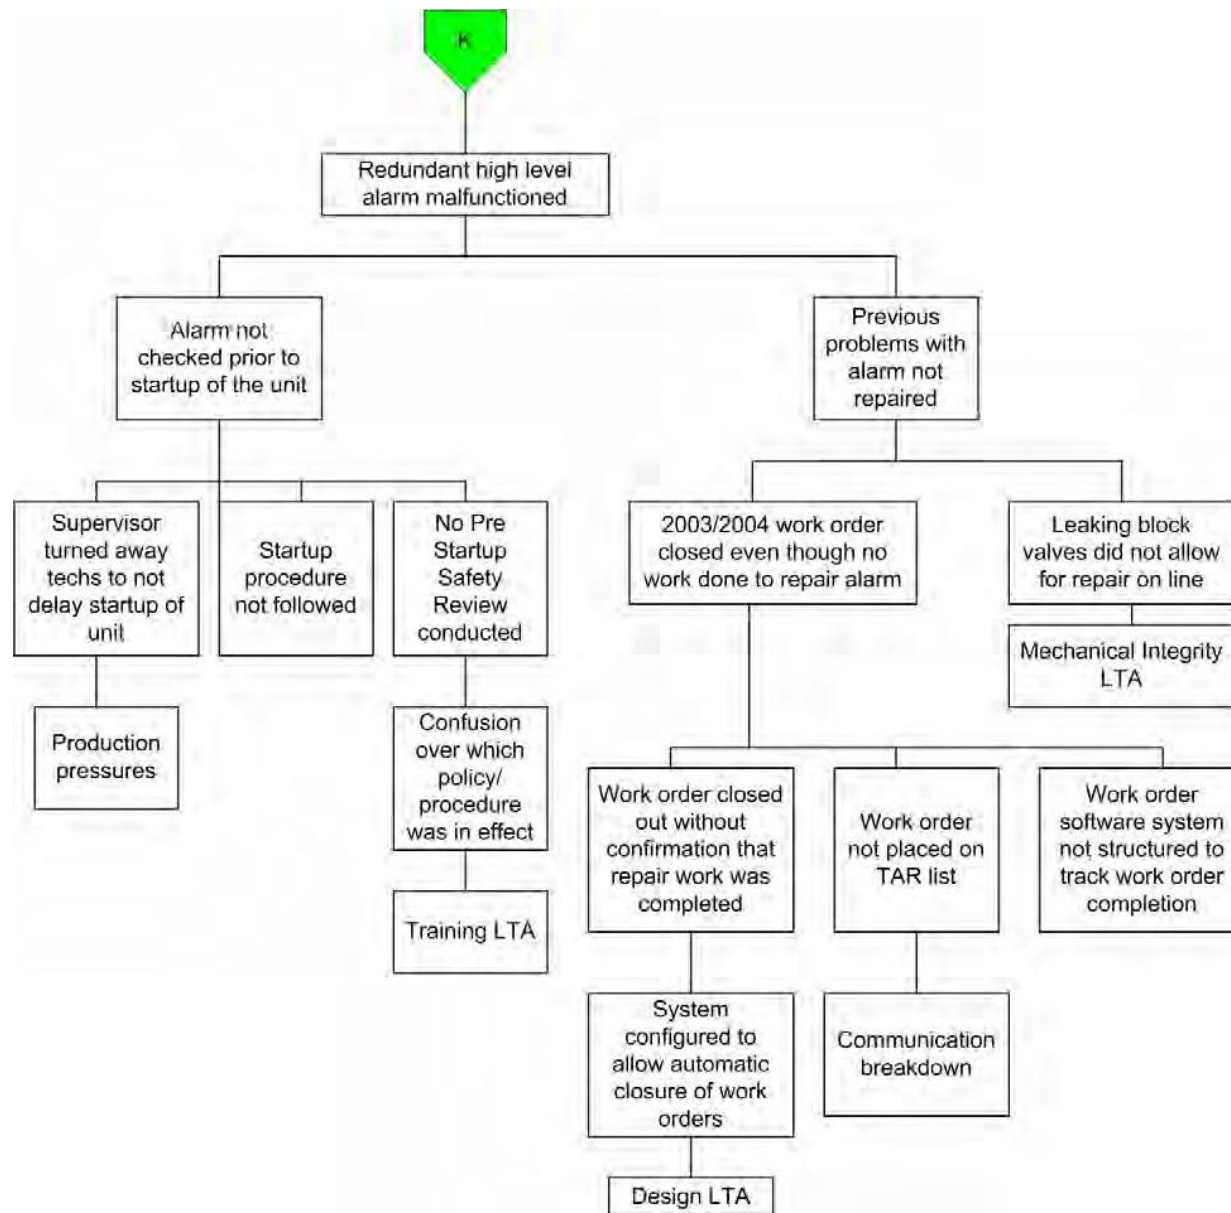 K
Redundant high level
alarm malfunctioned
Alarm not
checked prior to
startup of the unit
Previous
problems with
alarm not
repaired
Supervisor
turned away
techs to not
delay startup of
unit
Startup
procedure
not followed
No Pre
Startup
Safety
Review
conducted
2003/2004 work order
closed even though no
work done to repair alarm
Leaking block
valves did not allow
for repair on line
Mechanical Integrity
LTA
Production
pressures
Confusion
over which
policy/
procedure
was in effect
Training LTA
Work order closed
out without
confirmation that
repair work was
completed
Work order
not placed on
TAR list
Work order
software system
not structured to
track work order
completion
System
configured to
allow automatic
closure of work
orders
Communication
breakdown
Design LTA